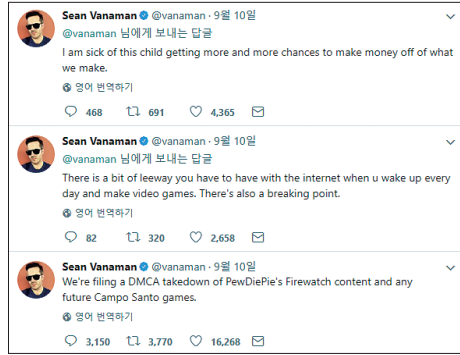 Sean Vanaman @vanaman · 9월 10일
@vanaman 님에게 보내는 답글
I am sick of this child getting more and more chances to make money off of what
we make.
영어 번역하기
468 691 4,365
Sean Vanaman @vanaman · 9월 10일
@vanaman 님에게 보내는 답글
There is a bit of leeway you have to have with the internet when u wake up every
day and make video games. There's also a breaking point.
영어 번역하기
82 320 2,658
Sean Vanaman @vanaman · 9월 10일
We're filing a DMCA takedown of PewDiePie's Firewatch content and any
future Campo Santo games.
영어 번역하기
3,150 3,770 16,268